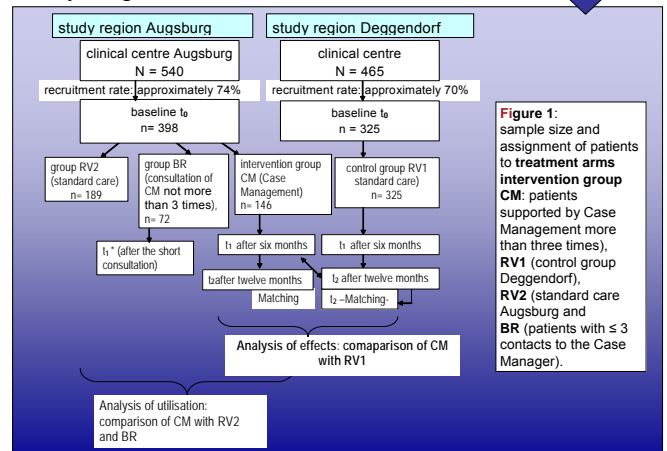 study region Augsburg
study region Deggendorf
clinical centre Augsburg
N = 540
clinical centre
N = 465
recruitment rate: approximately 74%
recruitment rate: approximately 70%
baseline t₀
n= 398
baseline t₀
n= 325
group RV2
(standard care)
n= 189
group BR
(consultation of
CM not more
than 3 times),
n= 72
intervention group
CM (Case
Management)
n= 146
control group RV1
standard care)
n= 325
t₁* (after the short
consultation)
t₁ after six months
t₁ after six months
t₂after twelve months
t₂ after twelve months
Matching
t₂ –Matching-
Analysis of effects: comaparison of CM
with RV1
Analysis of utilisation:
comparison of CM with RV2
and BR
Figure 1:
sample size and
assignment of patients
to treatment arms
intervention group
CM: patients
supported by Case
Management more
than three times),
RV1 (control group
Deggendorf),
RV2 (standard care
Augsburg and
BR (patients with ≤ 3
contacts to the Case
Manager).